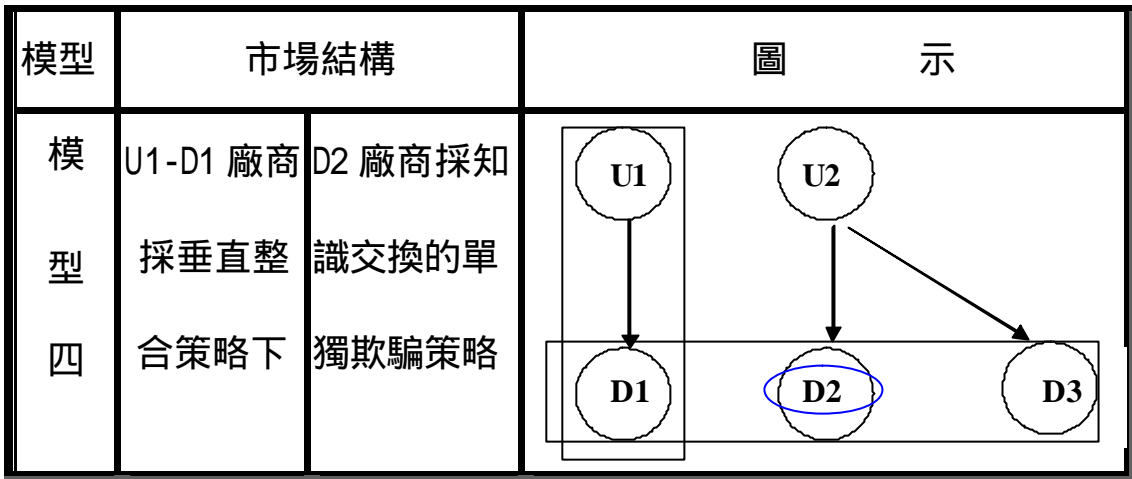 模型 市場結構 圖 示
模 U1-D1 廠商 D2 廠商採知
型 採垂直整 識交換的單
四 合策略下 獨欺騙策略
U1 U2
D1 D2 D3